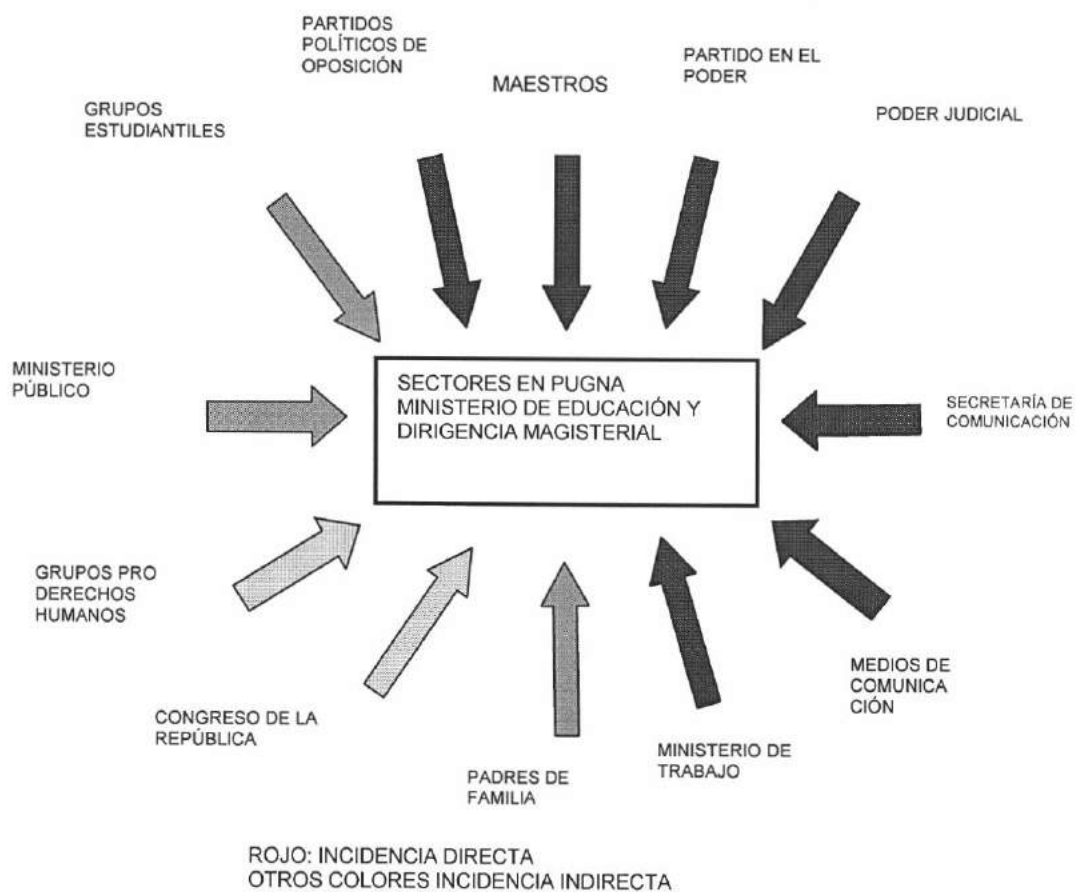 PARTIDOS
POLÍTICOS DE
OPOSICIÓN
MAESTROS
PARTIDO EN EL
PODER
GRUPOS
ESTUDIANTILES
PODER JUDICIAL
MINISTERIO
PÚBLICO
SECTORES EN PUGNA
MINISTERIO DE EDUCACIÓN Y
DIRIGENCIA MAGISTERIAL
SECRETARÍA DE
COMUNICACIÓN
GRUPOS PRO
DERECHOS
HUMANOS
MEDIOS DE
COMUNICA
CIÓN
CONGRESO DE LA
REPÚBLICA
MINISTERIO DE
TRABAJO
PADRES DE
FAMILIA
ROJO: INCIDENCIA DIRECTA
OTROS COLORES INCIDENCIA INDIRECTA